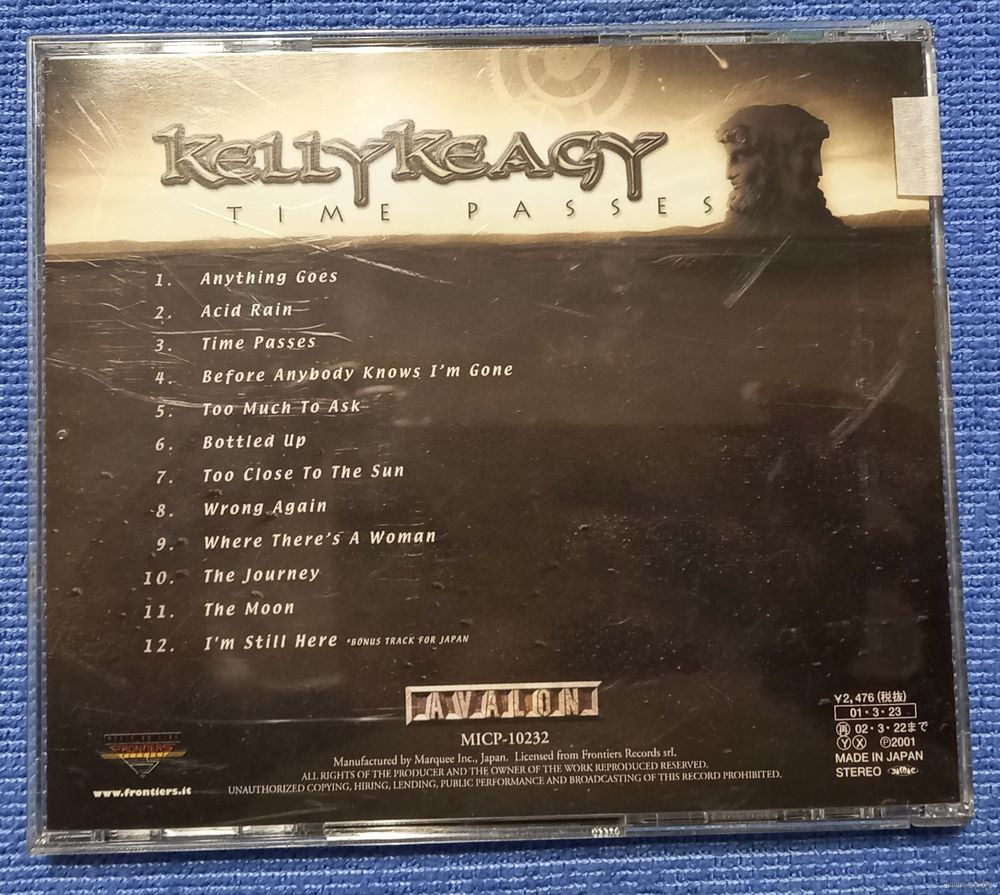 KELLY KEAGY
TIME PASSES
1. Anything Goes
2. Acid Rain
3. Time Passes
4. Before Anybody Knows I'm Gone
5. Too Much To Ask
6. Bottled Up
7. Too Close To The Sun
8. Wrong Again
9. Where There's A Woman
10. The Journey
11. The Moon
12. I'm Still Here *BONUS TRACK FOR JAPAN
AVALON
MICP-10232
Manufactured by Marquee Inc., Japan. Licensed from Frontiers Records srl.
ALL RIGHTS OF THE PRODUCER AND THE OWNER OF THE WORK REPRODUCED RESERVED.
UNAUTHORIZED COPYING, HIRING, LENDING, PUBLIC PERFORMANCE AND BROADCASTING OF THIS RECORD PROHIBITED.
FRONTIERS
www.frontiers.it
¥2,476 (税抜)
01・3・23
再 02・3・22まで
Ⓨ Ⓧ Ⓟ2001
MADE IN JAPAN
STEREO